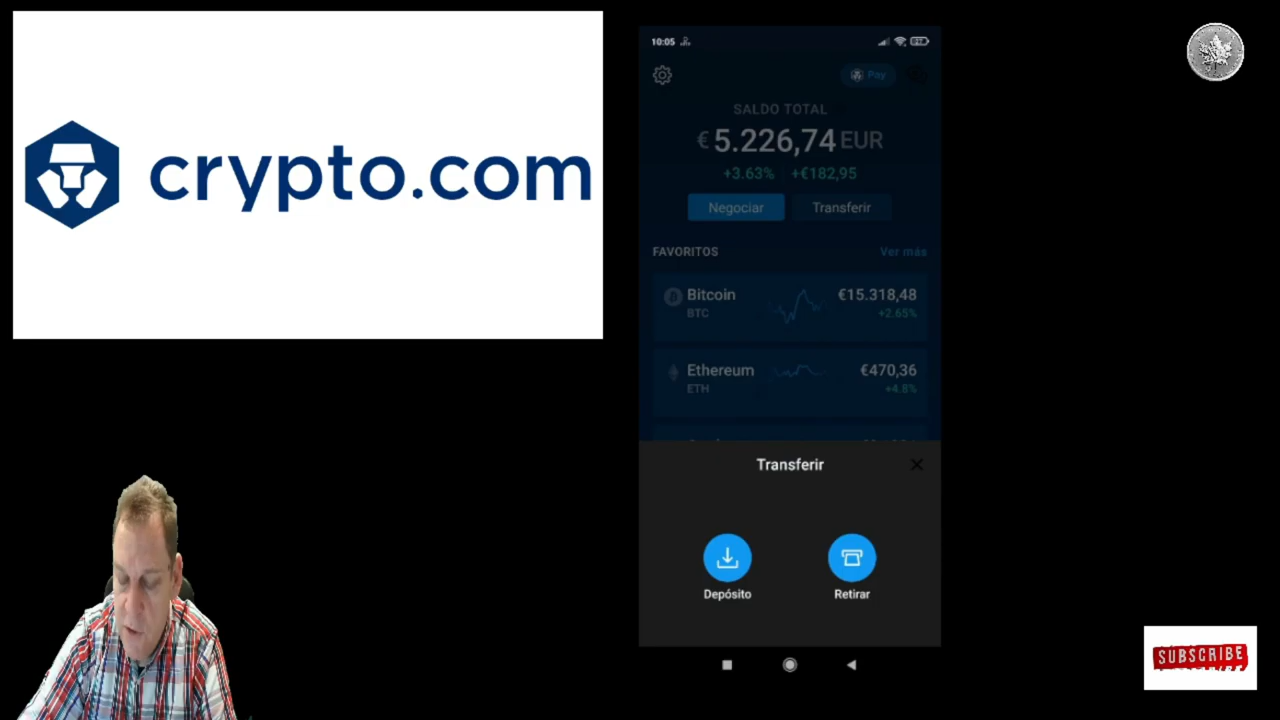 crypto.com
10:05
Pay
SALDO TOTAL
€5.226,74 EUR
+3.63% +€182,95
Negociar Transferir
FAVORITOS Ver más
Bitcoin €15.318,48
BTC +2.65%
Ethereum €470,36
ETH +4.8%
Transferir
Depósito Retirar
SUBSCRIBE